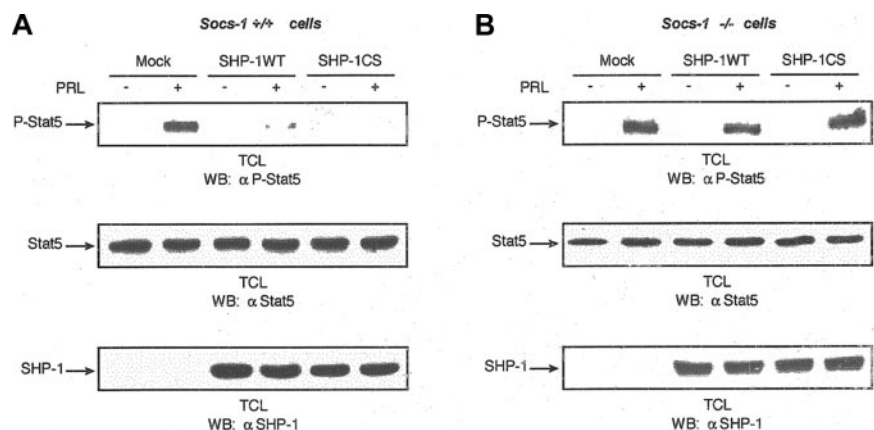 A
Socs-1 +/+ cells
Mock SHP-1WT SHP-1CS
PRL - + - + - +
P-Stat5
TCL
WB: α P-Stat5
Stat5
TCL
WB: α Stat5
SHP-1
TCL
WB: α SHP-1
B
Socs-1 -/- cells
Mock SHP-1WT SHP-1CS
PRL - + - + - +
P-Stat5
TCL
WB: α P-Stat5
Stat5
TCL
WB: α Stat5
SHP-1
TCL
WB: α SHP-1